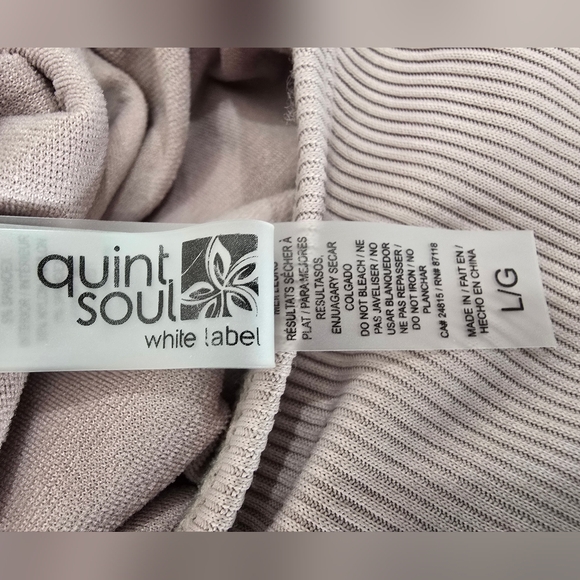 quint
soul
white label
RÉSULTATS SÉCHER À
PLAT / PARA MEJORES
RESULTADOS,
ENJUAGARY SECAR
COLGADO
DO NOT BLEACH / NE
PAS JAVELISER / NO
USAR BLANQUEDOR
NE PAS REPASSER /
DO NOT IRON / NO
PLANCHAR
CA# 24815 / RN# 87118
MADE IN / FAIT EN /
HECHO EN CHINA
L/G